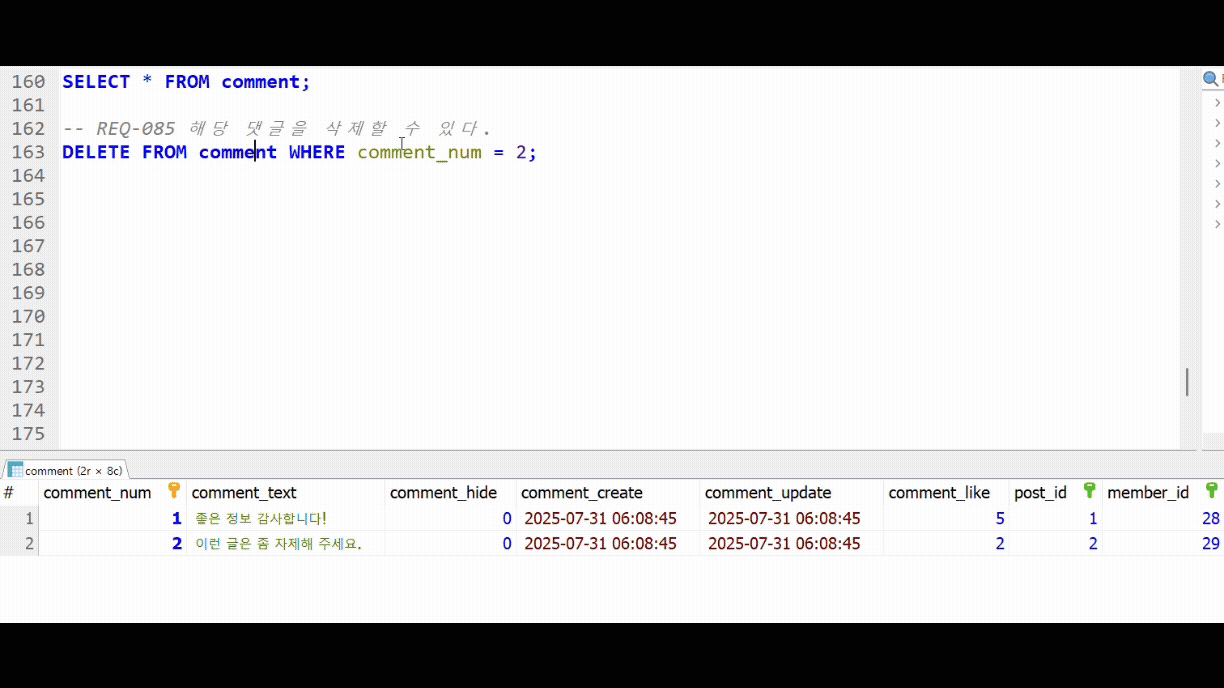 160 SELECT * FROM comment;
161
162 -- REQ-085 해당 댓글을 삭제할 수 있다.
163 DELETE FROM comment WHERE comment_num = 2;
164
165
166
167
168
169
170
171
172
173
174
175
comment (2r × 8c)
# comment_num comment_text comment_hide comment_create comment_update comment_like post_id member_id
1 1 좋은 정보 감사합니다! 0 2025-07-31 06:08:45 2025-07-31 06:08:45 5 1 28
2 2 이런 글은 좀 자제해 주세요. 0 2025-07-31 06:08:45 2025-07-31 06:08:45 2 2 29